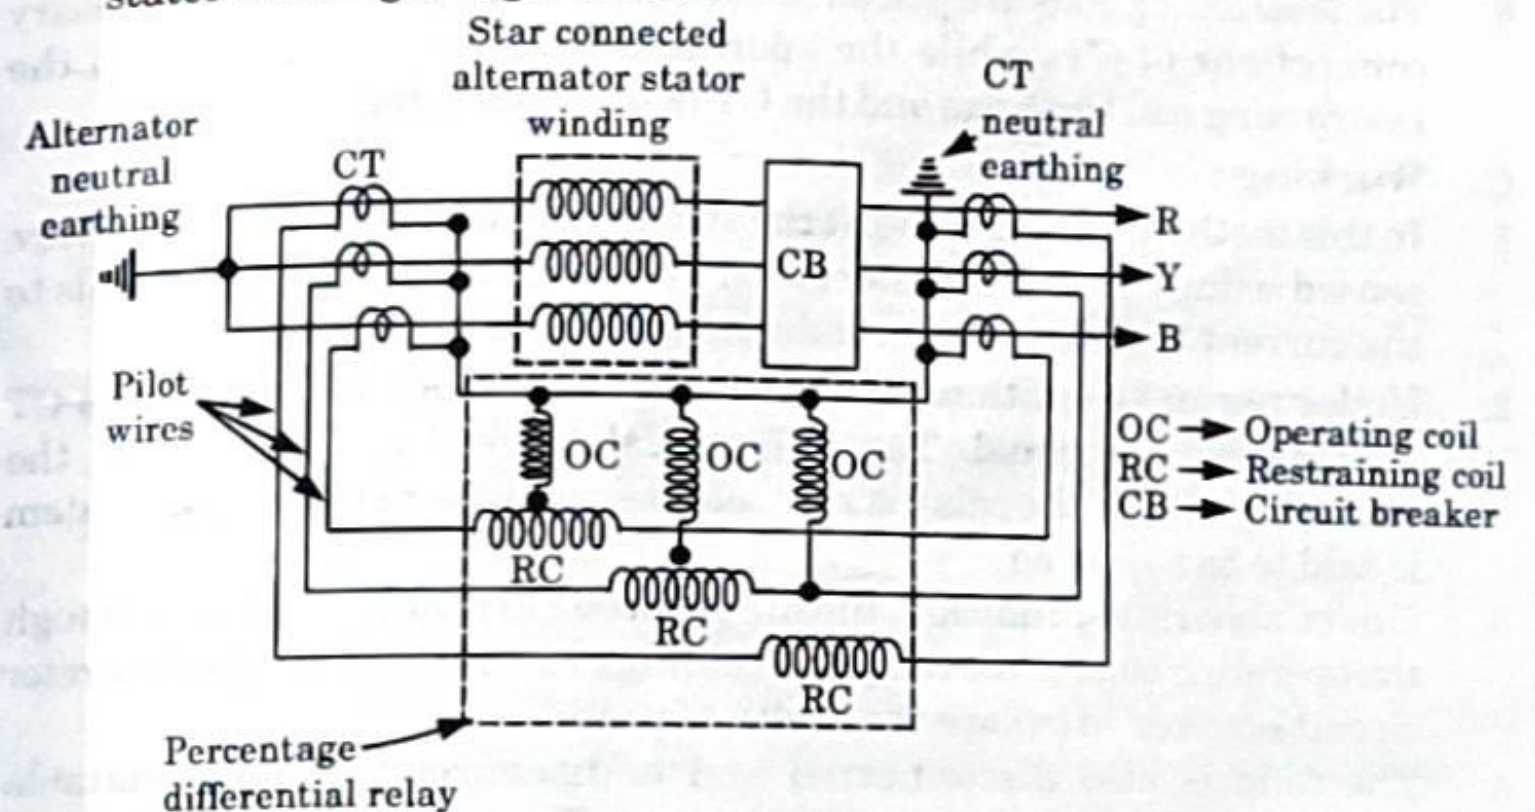 Star connected
alternator stator
winding
Alternator
neutral
earthing
CT
CT
neutral
earthing
R
Y
B
CB
Pilot
wires
OC
OC
OC
OC → Operating coil
RC → Restraining coil
CB → Circuit breaker
RC
RC
RC
Percentage
differential relay